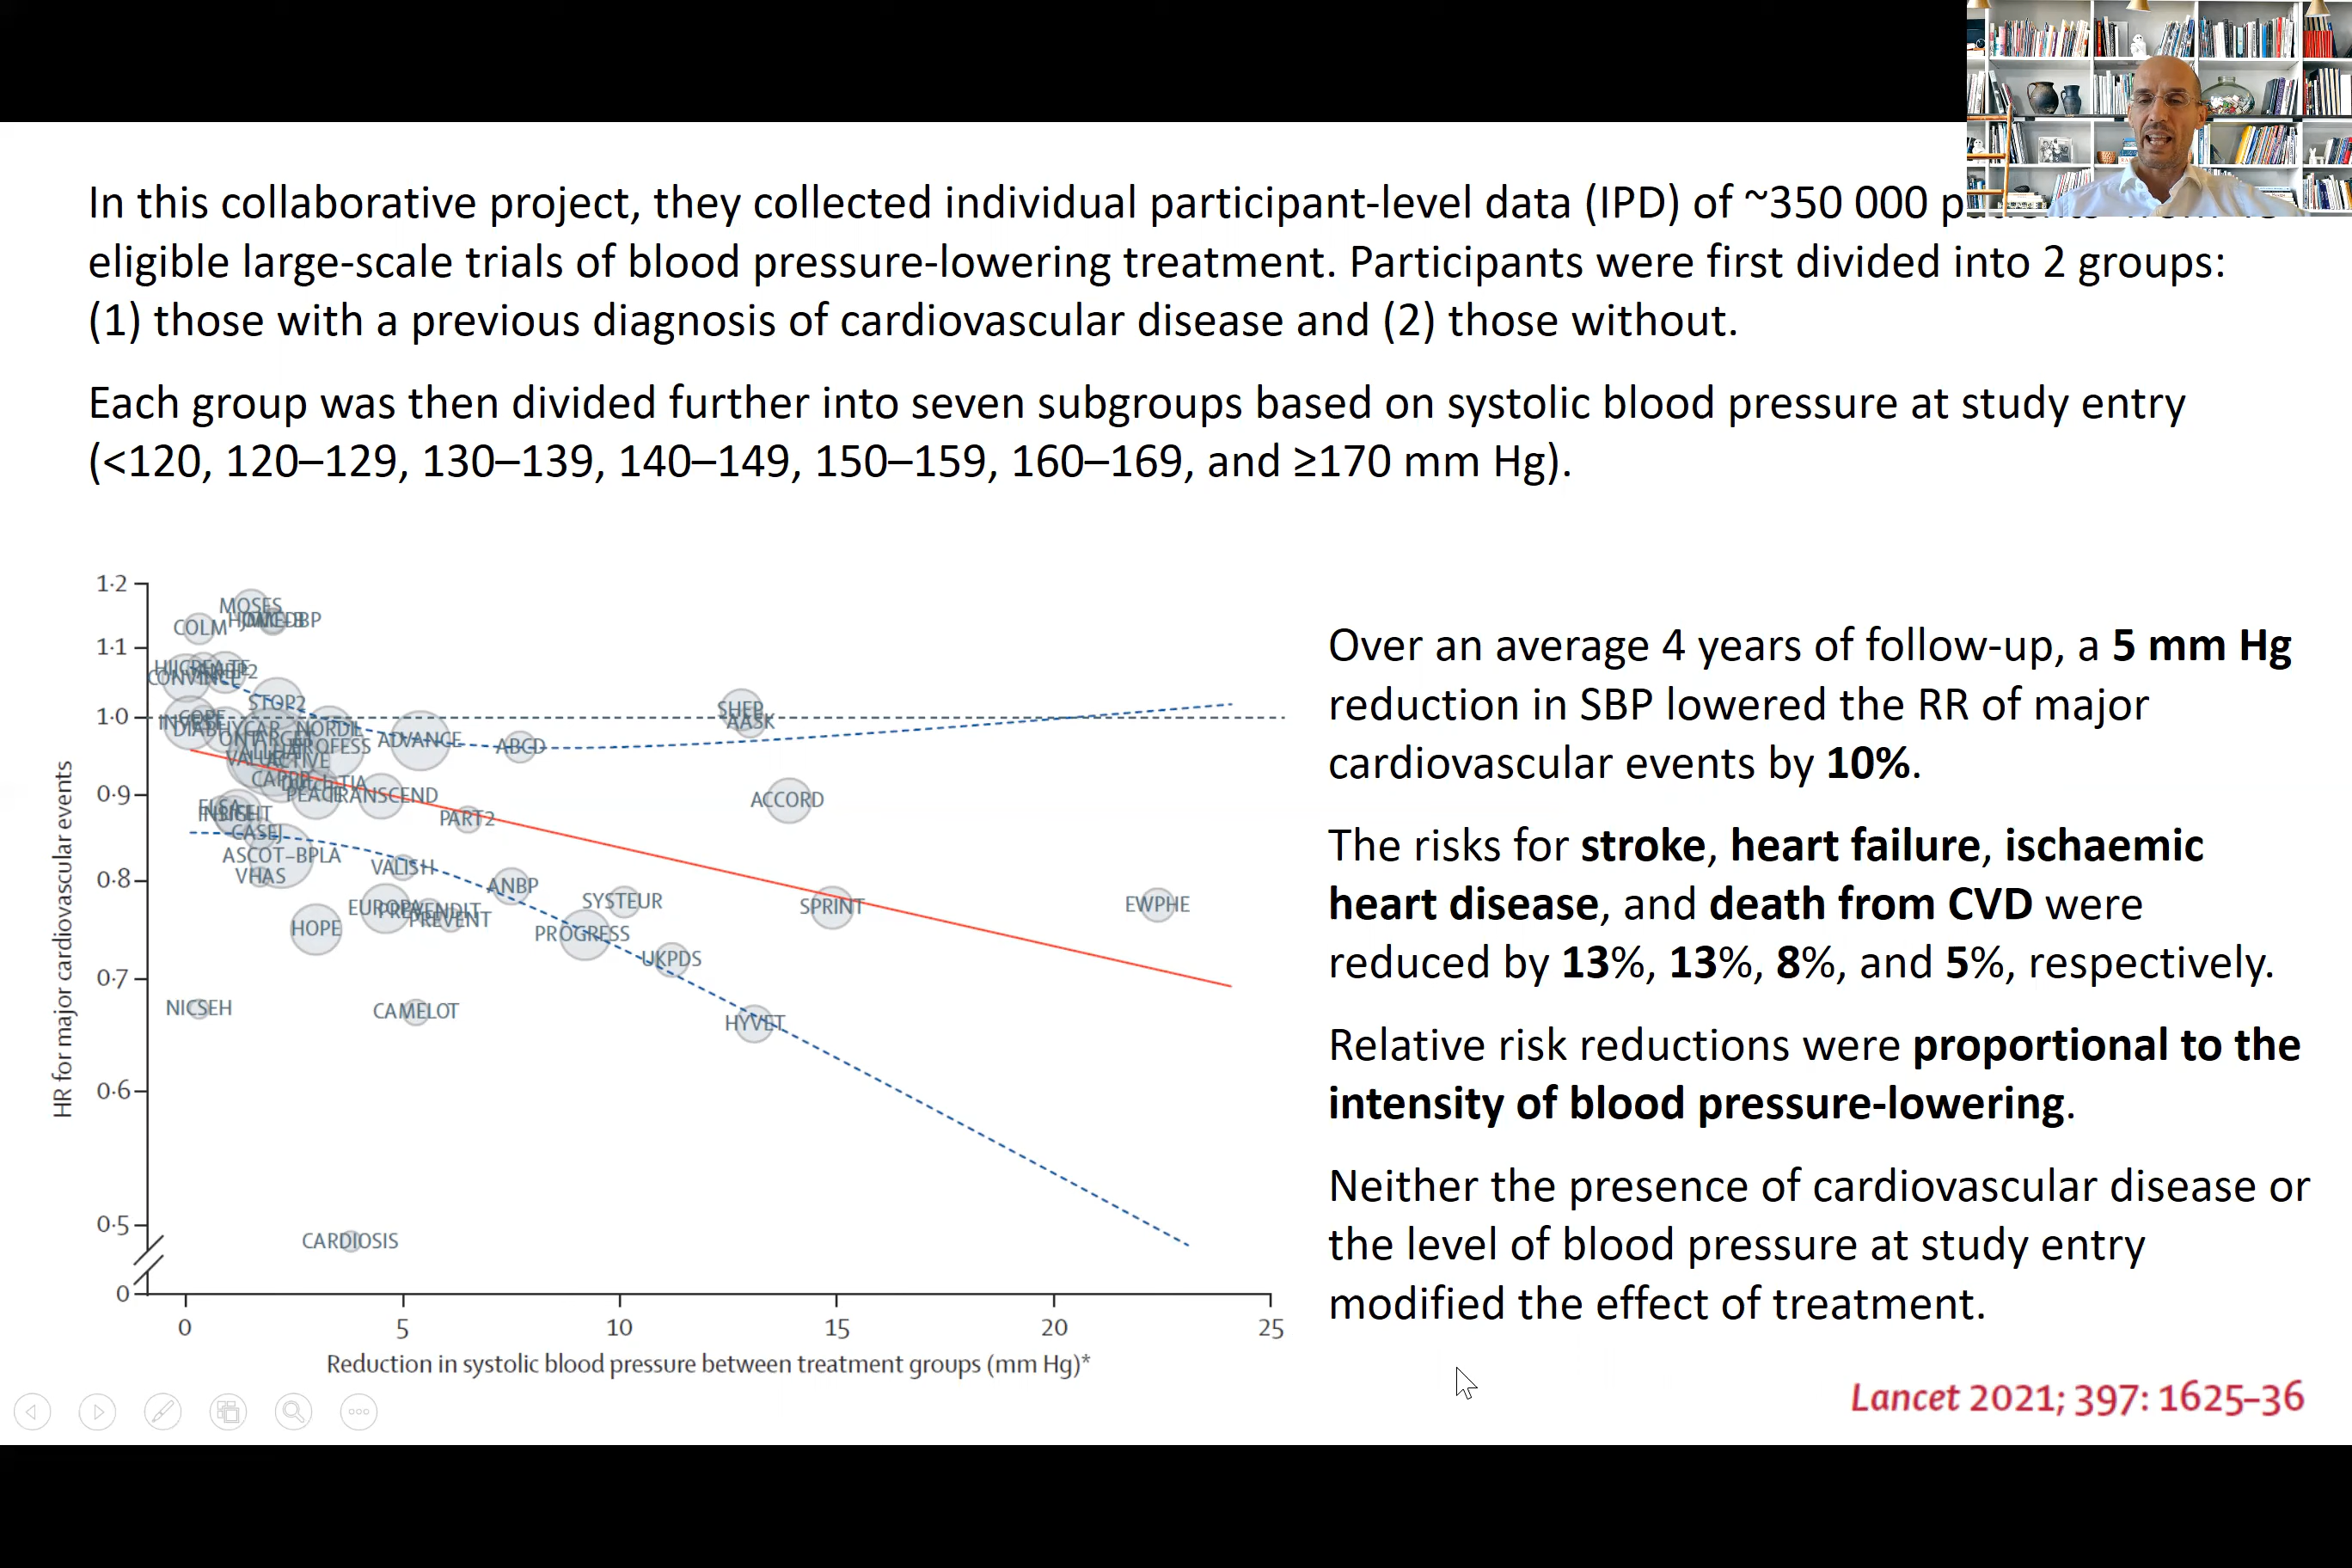 In this collaborative project, they collected individual participant-level data (IPD) of ~350 000
eligible large-scale trials of blood pressure-lowering treatment. Participants were first divided into 2 groups:
(1) those with a previous diagnosis of cardiovascular disease and (2) those without.
Each group was then divided further into seven subgroups based on systolic blood pressure at study entry
(<120, 120–129, 130–139, 140–149, 150–159, 160–169, and ≥170 mm Hg).
HR for major cardiovascular events
1·2
1·1
1·0
0·9
0·8
0·7
0·6
0·5
0
MOSES
COLM
STOP2
NORDIL
ADVANCE
ABCD
SHEP
AASK
ACTIVE
TRANSCEND
PART2
ACCORD
CASEJ
ASCOT–BPLA
VHAS
VALISH
ANBP
SYSTEUR
SPRINT
EWPHE
EUROPA
PREVENDIT
PREVENT
HOPE
PROGRESS
UKPDS
NICSEH
CAMELOT
HYVET
CARDIOSIS
0 5 10 15 20 25
Reduction in systolic blood pressure between treatment groups (mm Hg)*
Over an average 4 years of follow-up, a 5 mm Hg
reduction in SBP lowered the RR of major
cardiovascular events by 10%.
The risks for stroke, heart failure, ischaemic
heart disease, and death from CVD were
reduced by 13%, 13%, 8%, and 5%, respectively.
Relative risk reductions were proportional to the
intensity of blood pressure-lowering.
Neither the presence of cardiovascular disease or
the level of blood pressure at study entry
modified the effect of treatment.
Lancet 2021; 397: 1625–36